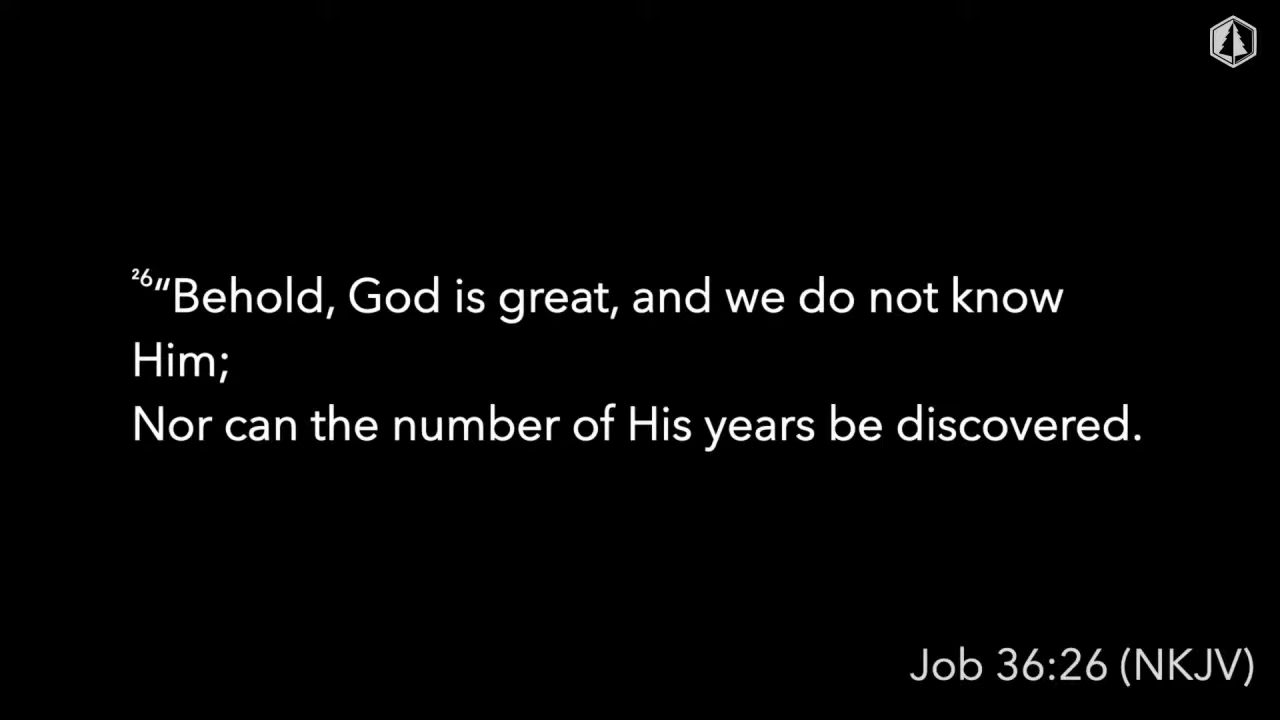 26“Behold, God is great, and we do not know
Him;
Nor can the number of His years be discovered.
Job 36:26 (NKJV)